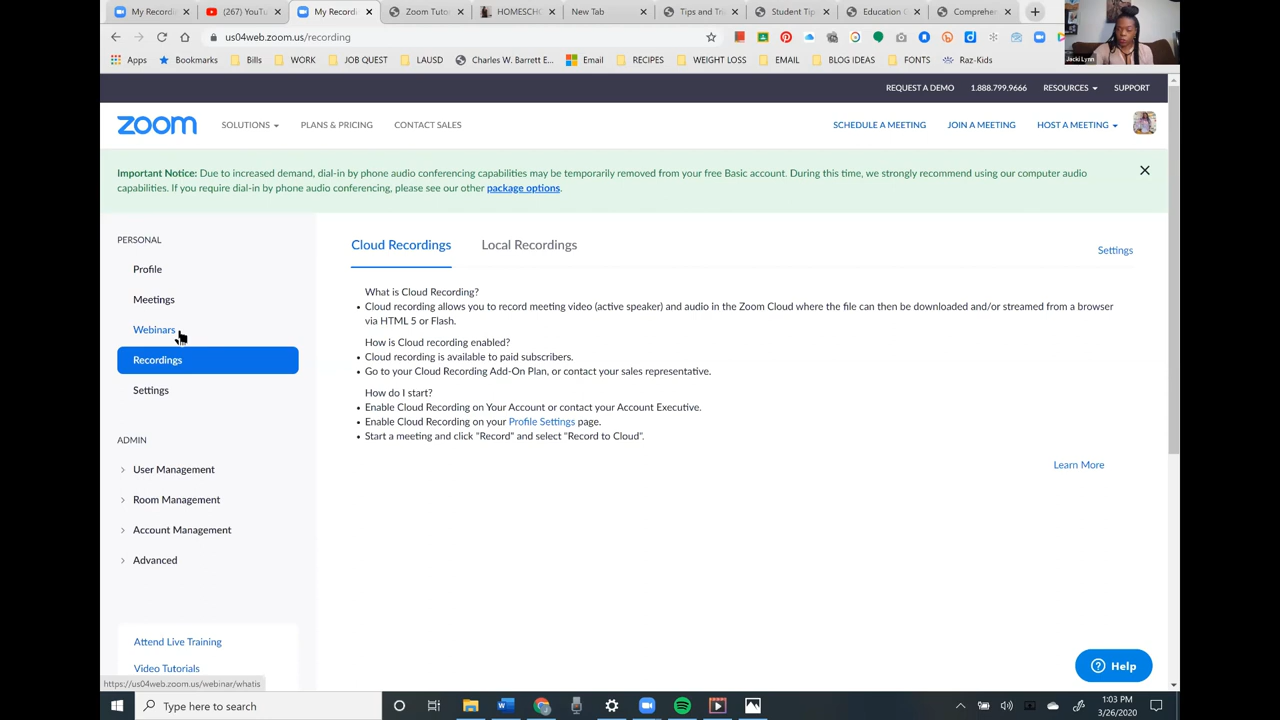 My Record
(267) YouTu
My Record
Zoom Tuto
HOMESCH
New Tab
Tips and Tri
Student Tip
Education C
Comprehe
us04web.zoom.us/recording
Jacki Lynn
Apps
Bookmarks
Bills
WORK
JOB QUEST
LAUSD
Charles W. Barrett E...
Email
RECIPES
WEIGHT LOSS
EMAIL
BLOG IDEAS
FONTS
Raz-Kids
REQUEST A DEMO
1.888.799.9666
RESOURCES
SUPPORT
zoom
SOLUTIONS
PLANS & PRICING
CONTACT SALES
SCHEDULE A MEETING
JOIN A MEETING
HOST A MEETING
Important Notice: Due to increased demand, dial-in by phone audio conferencing capabilities may be temporarily removed from your free Basic account. During this time, we strongly recommend using our computer audio
capabilities. If you require dial-in by phone audio conferencing, please see our other package options.
PERSONAL
Profile
Meetings
Webinars
Recordings
Settings
ADMIN
User Management
Room Management
Account Management
Advanced
Attend Live Training
Video Tutorials
https://us04web.zoom.us/webinar/whatis
Cloud Recordings
Local Recordings
Settings
What is Cloud Recording?
• Cloud recording allows you to record meeting video (active speaker) and audio in the Zoom Cloud where the file can then be downloaded and/or streamed from a browser
via HTML 5 or Flash.
How is Cloud recording enabled?
• Cloud recording is available to paid subscribers.
• Go to your Cloud Recording Add-On Plan, or contact your sales representative.
How do I start?
• Enable Cloud Recording on Your Account or contact your Account Executive.
• Enable Cloud Recording on your Profile Settings page.
• Start a meeting and click "Record" and select "Record to Cloud".
Learn More
Help
Type here to search
1:03 PM
3/26/2020